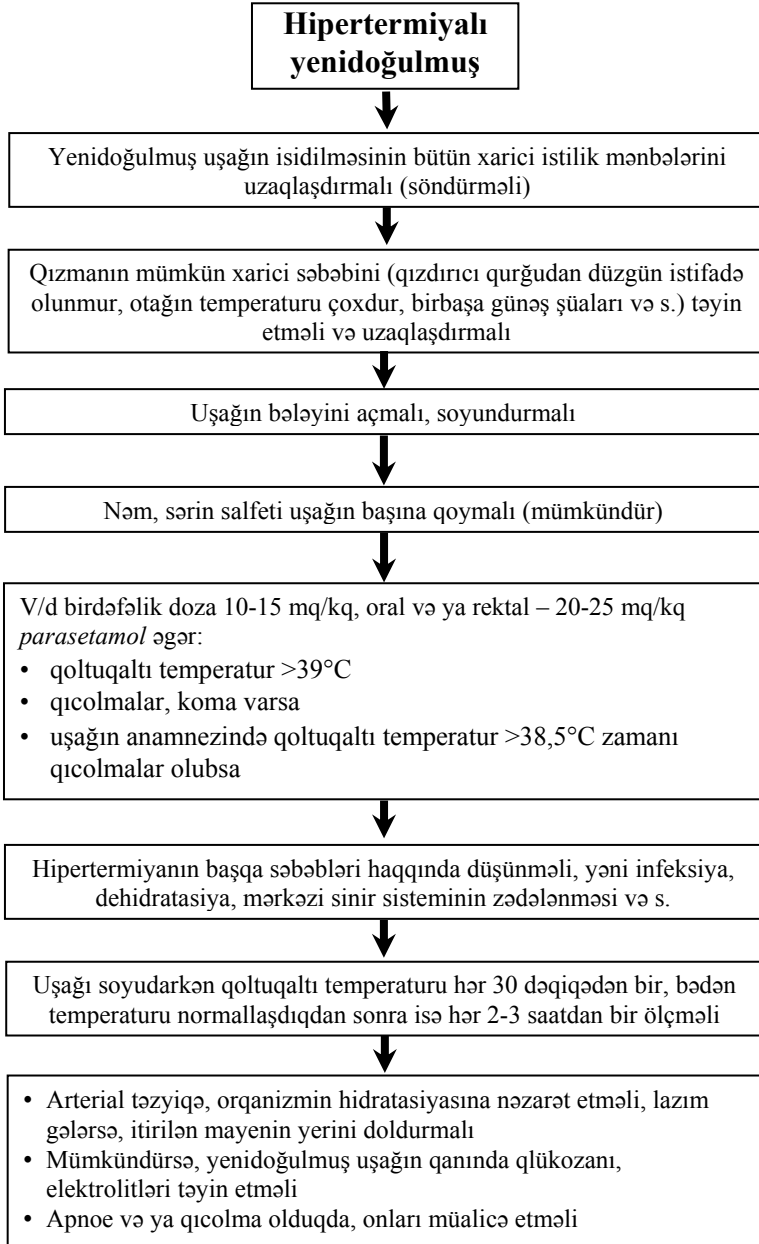 Hipertermiyalı
yenidoğulmuş
Yenidoğulmuş uşağın isidilməsinin bütün xarici istilik mənbələrini
uzaqlaşdırmalı (söndürməli)
Qızmanın mümkün xarici səbəbini (qızdırıcı qurğudan düzgün istifadə
olunmur, otağın temperaturu çoxdur, birbaşa günəş şüaları və s.) təyin
etməli və uzaqlaşdırmalı
Uşağın bələyini açmalı, soyundurmalı
Nəm, sərin salfeti uşağın başına qoymalı (mümkündür)
V/d birdəfəlik doza 10-15 mq/kq, oral və ya rektal – 20-25 mq/kq
parasetamol əgər:
• qoltuqaltı temperatur >39°C
• qıcolmalar, koma varsa
• uşağın anamnezində qoltuqaltı temperatur >38,5°C zamanı
qıcolmalar olubsa
Hipertermiyanın başqa səbəbləri haqqında düşünməli, yəni infeksiya,
dehidratasiya, mərkəzi sinir sisteminin zədələnməsi və s.
Uşağı soyudarkən qoltuqaltı temperaturu hər 30 dəqiqədən bir, bədən
temperaturu normallaşdıqdan sonra isə hər 2-3 saatdan bir ölçməli
• Arterial təzyiqə, orqanizmin hidratasiyasına nəzarət etməli, lazım
gələrsə, itirilən mayenin yerini doldurmalı
• Mümkündürsə, yenidoğulmuş uşağın qanında qlükozanı,
elektrolitləri təyin etməli
• Apnoe və ya qıcolma olduqda, onları müalicə etməli